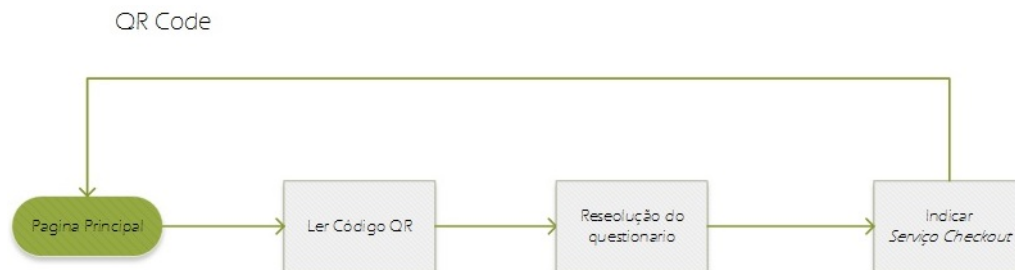 QR Code
Pagina Principal
Ler Código QR
Reseolução do
questionario
Indicar
Serviço Checkout